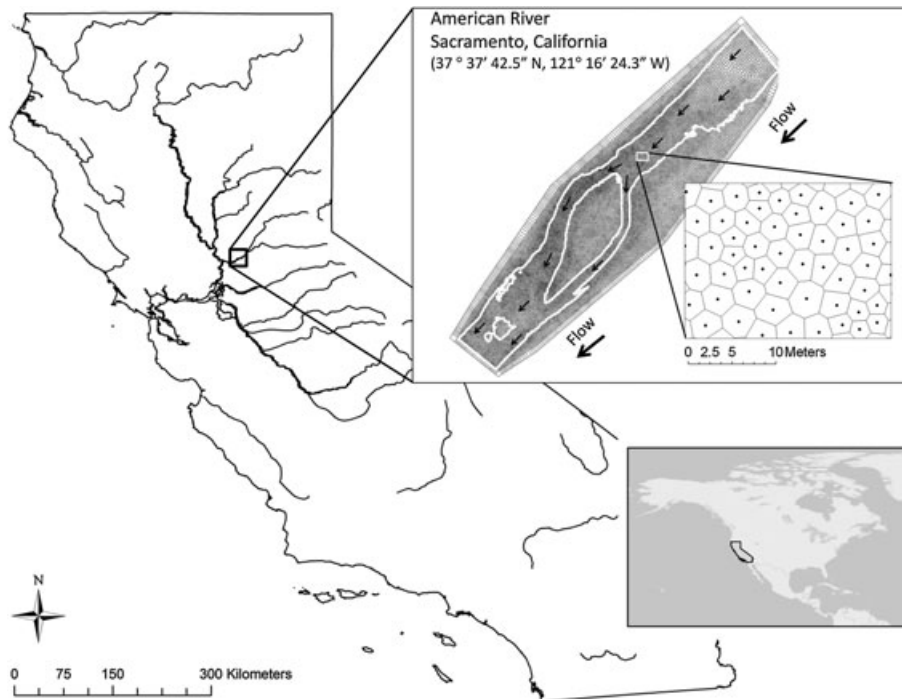 American River
Sacramento, California
(37 ° 37′ 42.5″ N, 121° 16′ 24.3″ W)
Flow
Flow
0 2.5 5 10 Meters
N
0 75 150 300 Kilometers